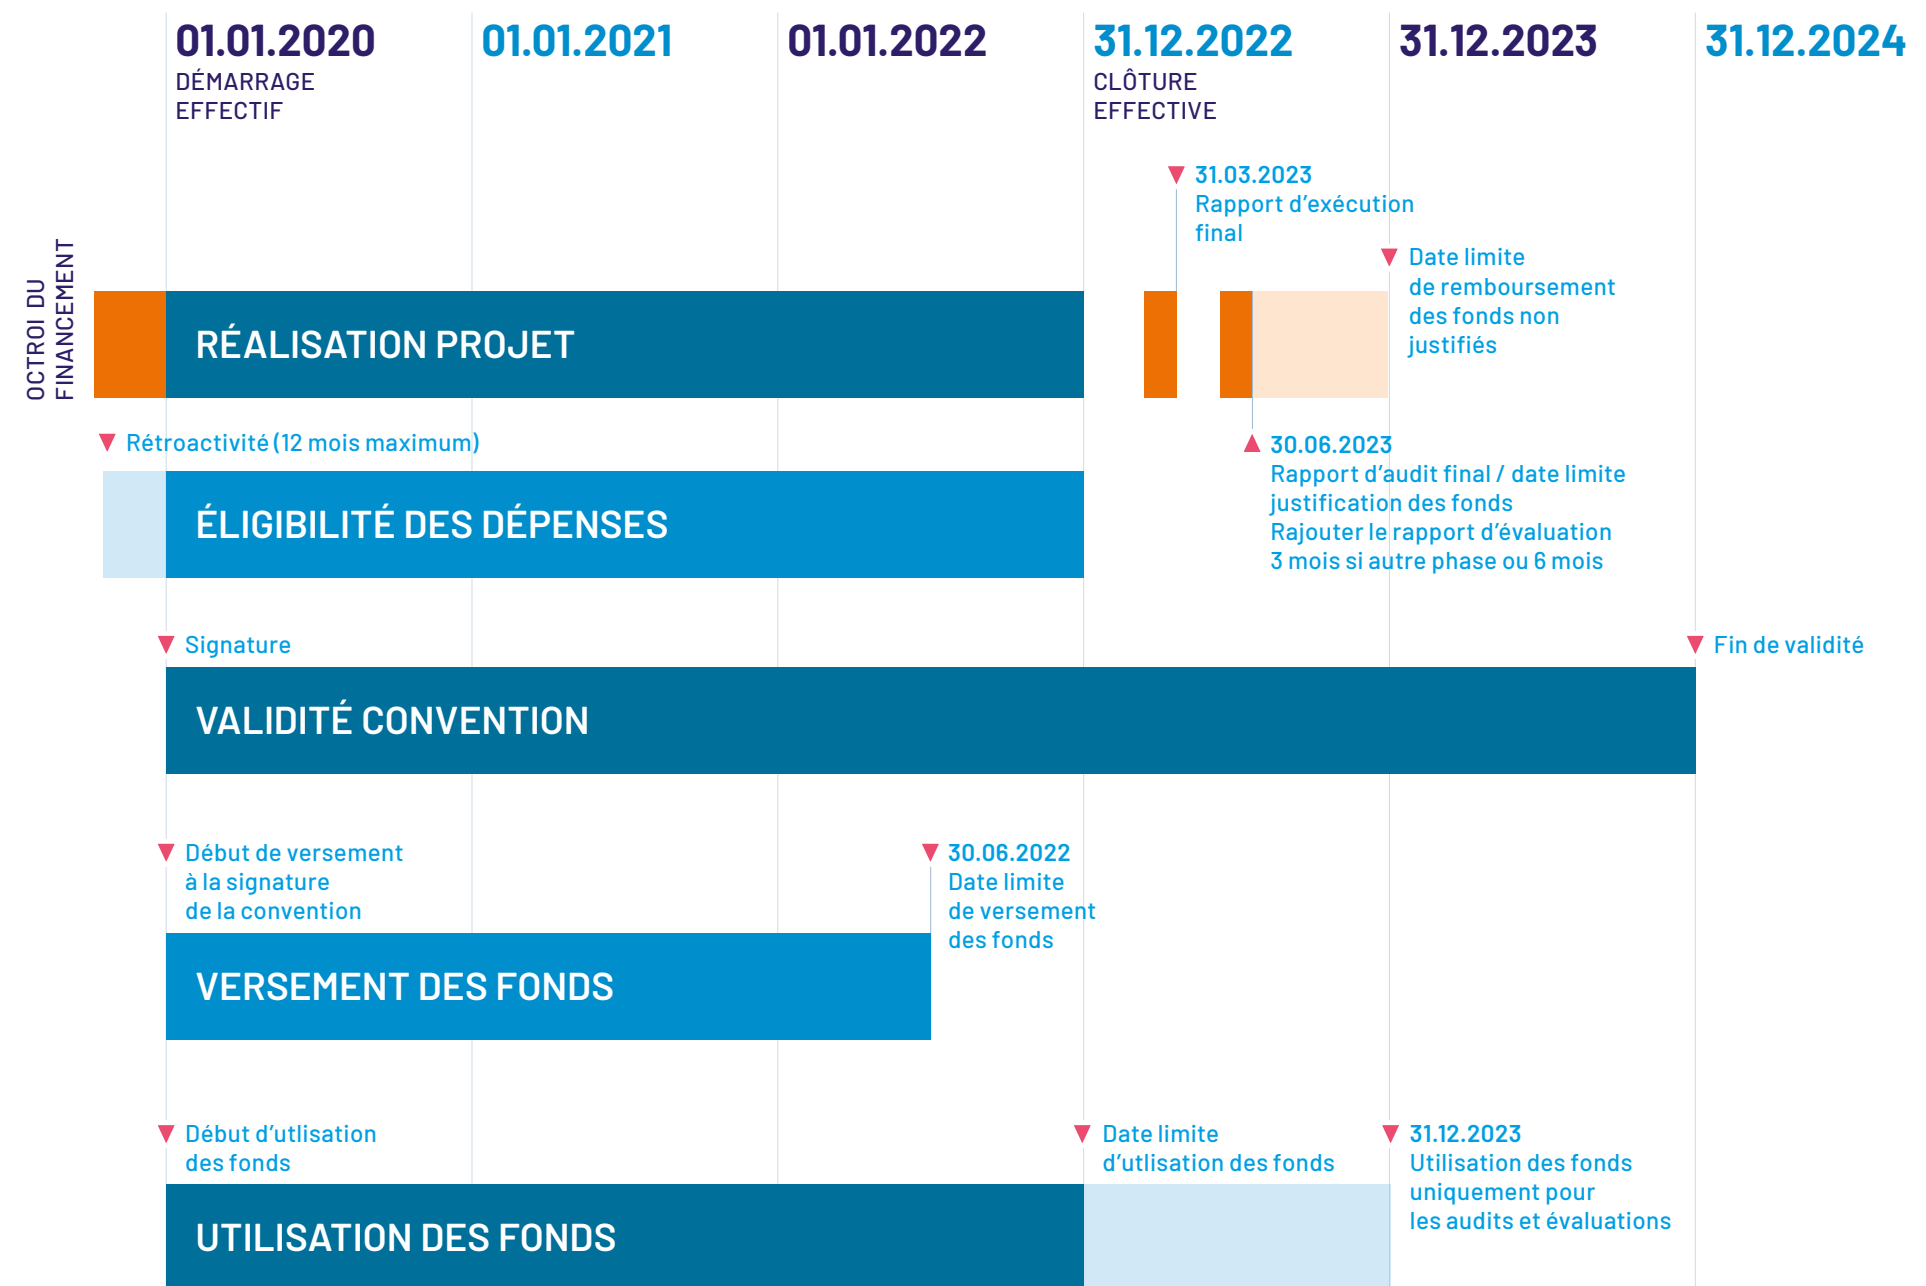 01.01.2020
DÉMARRAGE
EFFECTIF
01.01.2021
01.01.2022
31.12.2022
CLÔTURE
EFFECTIVE
31.12.2023
31.12.2024
31.03.2023
Rapport d’exécution
final
Date limite
de remboursement
des fonds non
justifiés
OCTROI DU
FINANCEMENT
RÉALISATION PROJET
Rétroactivité (12 mois maximum)
30.06.2023
Rapport d’audit final / date limite
justification des fonds
Rajouter le rapport d’évaluation
3 mois si autre phase ou 6 mois
ÉLIGIBILITÉ DES DÉPENSES
Signature
Fin de validité
VALIDITÉ CONVENTION
Début de versement
à la signature
de la convention
30.06.2022
Date limite
de versement
des fonds
VERSEMENT DES FONDS
Début d’utlisation
des fonds
Date limite
d’utlisation des fonds
31.12.2023
Utilisation des fonds
uniquement pour
les audits et évaluations
UTILISATION DES FONDS